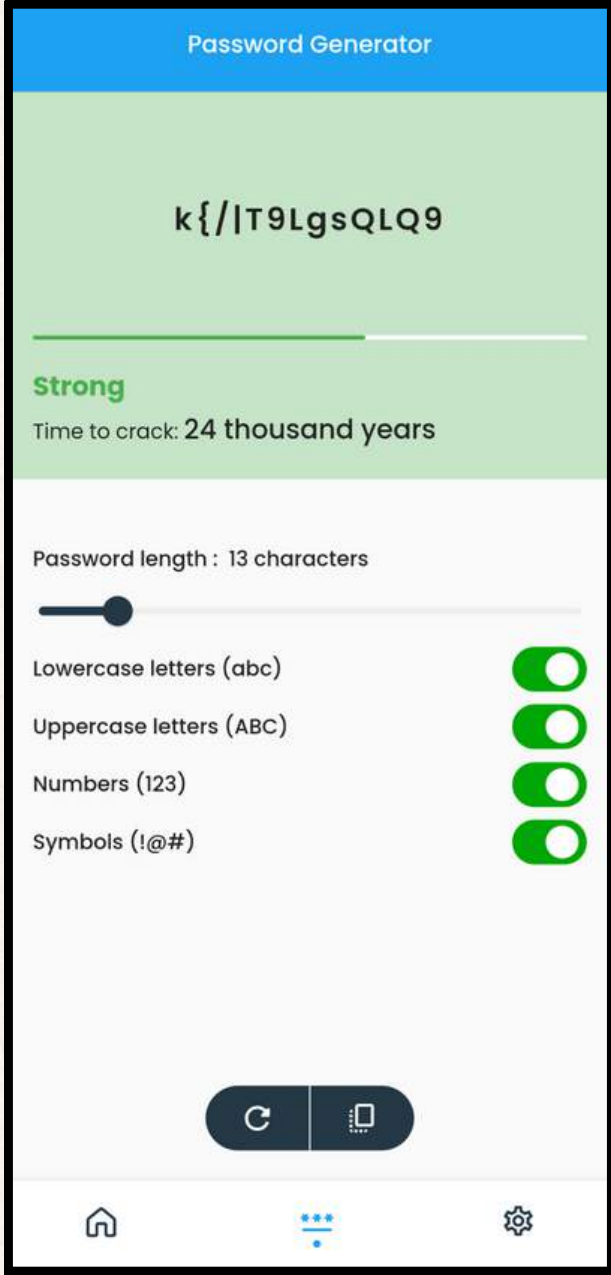 Password Generator
k{/|T9LgsQLQ9
Strong
Time to crack: 24 thousand years
Password length : 13 characters
Lowercase letters (abc)
Uppercase letters (ABC)
Numbers (123)
Symbols (!@#)